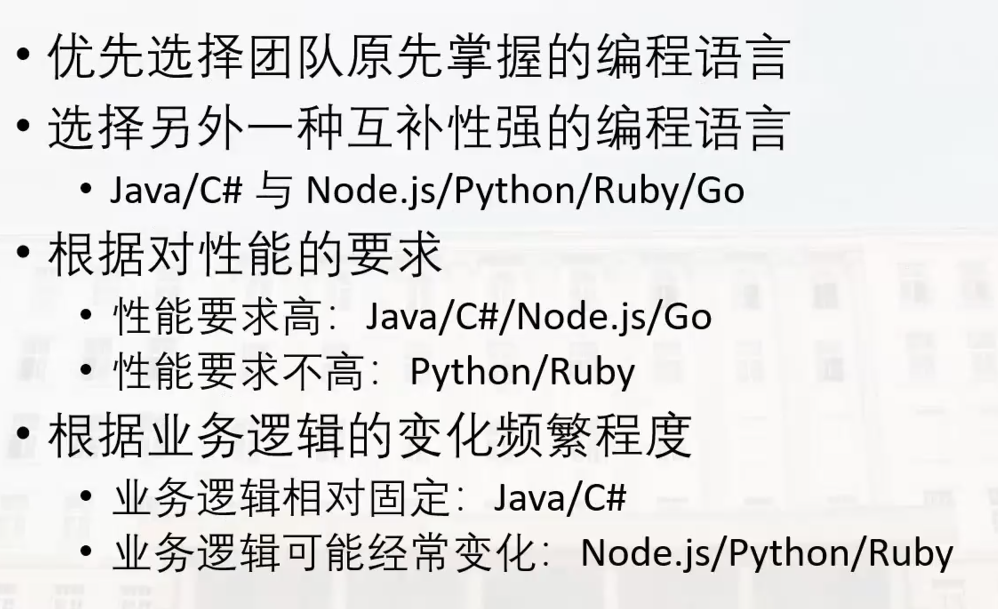 • 优先选择团队原先掌握的编程语言
• 选择另外一种互补性强的编程语言
• Java/C# 与 Node.js/Python/Ruby/Go
• 根据对性能的要求
• 性能要求高：Java/C#/Node.js/Go
• 性能要求不高：Python/Ruby
• 根据业务逻辑的变化频繁程度
• 业务逻辑相对固定：Java/C#
• 业务逻辑可能经常变化：Node.js/Python/Ruby